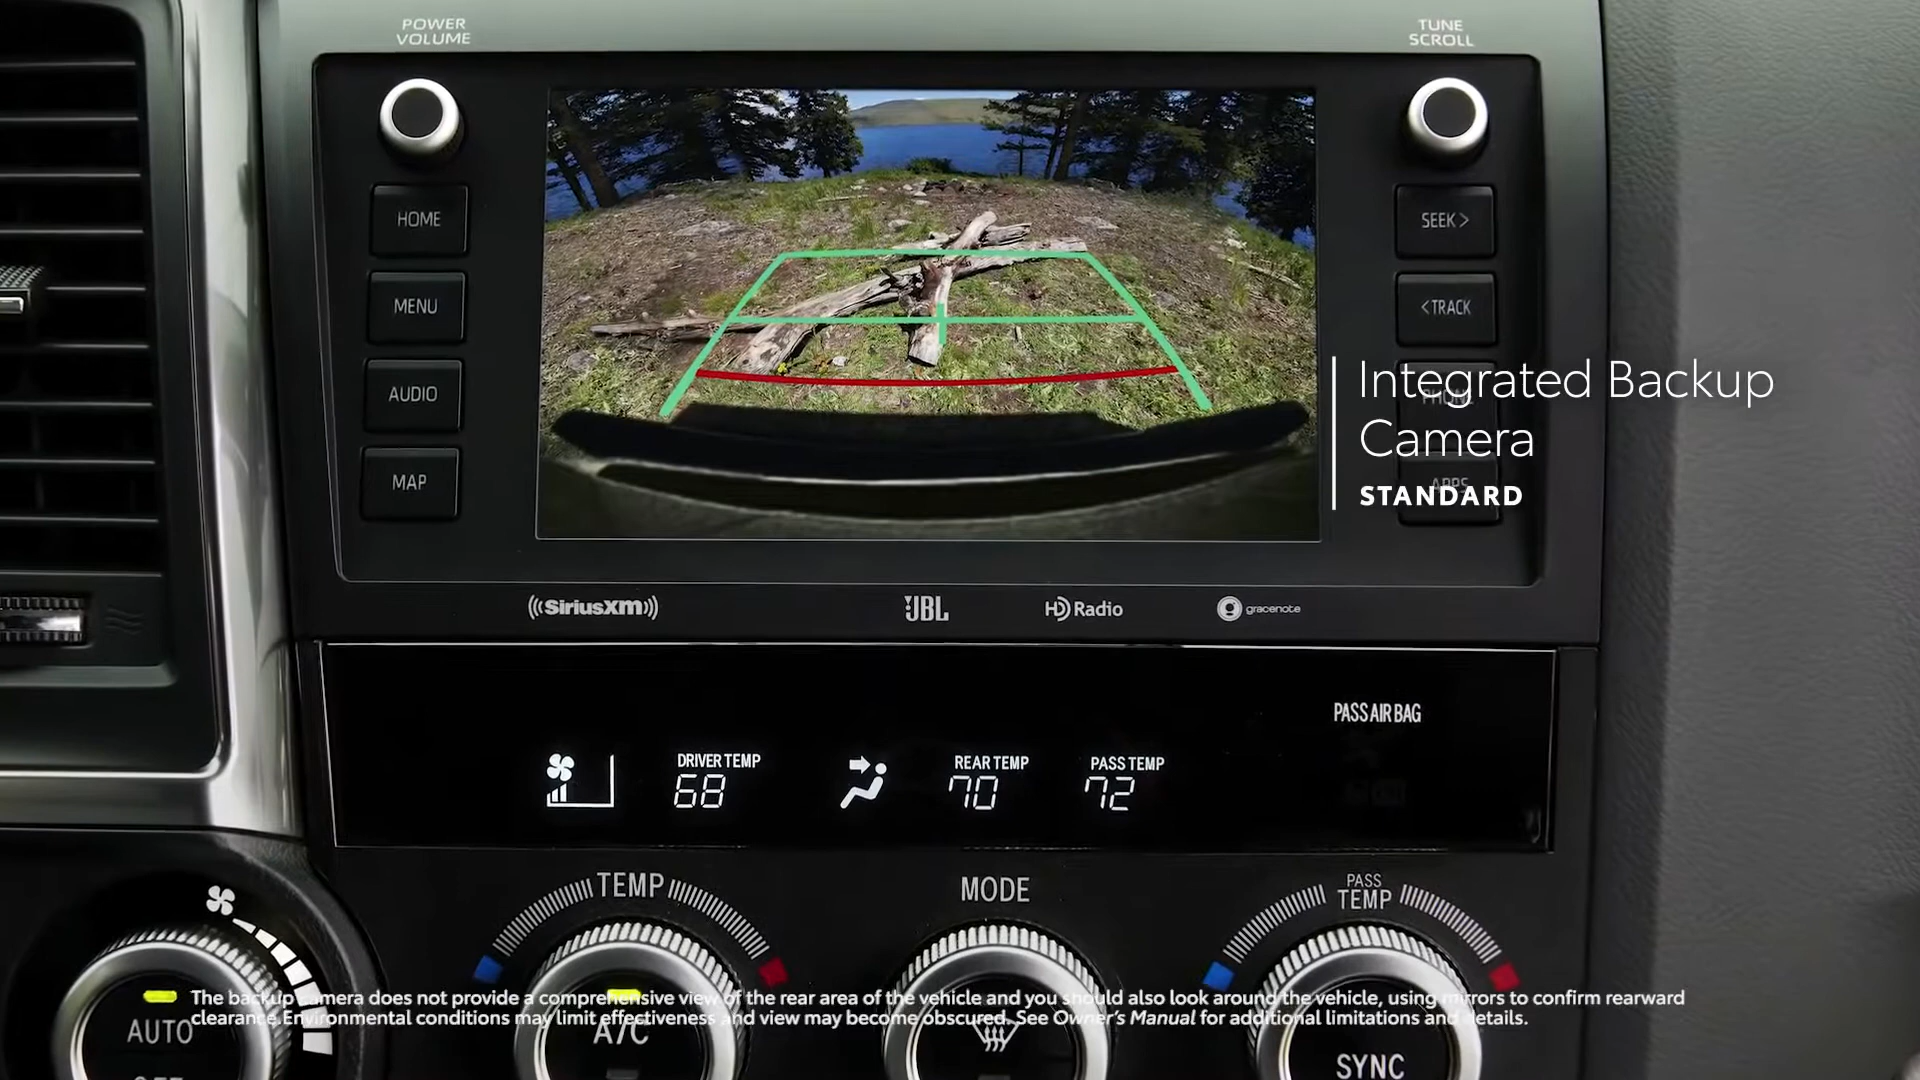 POWER
VOLUME
TUNE
SCROLL
HOME
SEEK>
MENU
<TRACK
AUDIO
PHONE
Integrated Backup
Camera
MAP
APPS
STANDARD
((SiriusXM))
JBL
HD Radio
gracenote
PASS AIR BAG
DRIVER TEMP
68
REAR TEMP
70
PASS TEMP
72
TEMP
MODE
PASS
TEMP
The backup camera does not provide a comprehensive view of the rear area of the vehicle and you should also look around the vehicle, using mirrors to confirm rearward
clearance.Environmental conditions may limit effectiveness and view may become obscured. See Owner's Manual for additional limitations and details.
AUTO
A/C
SYNC